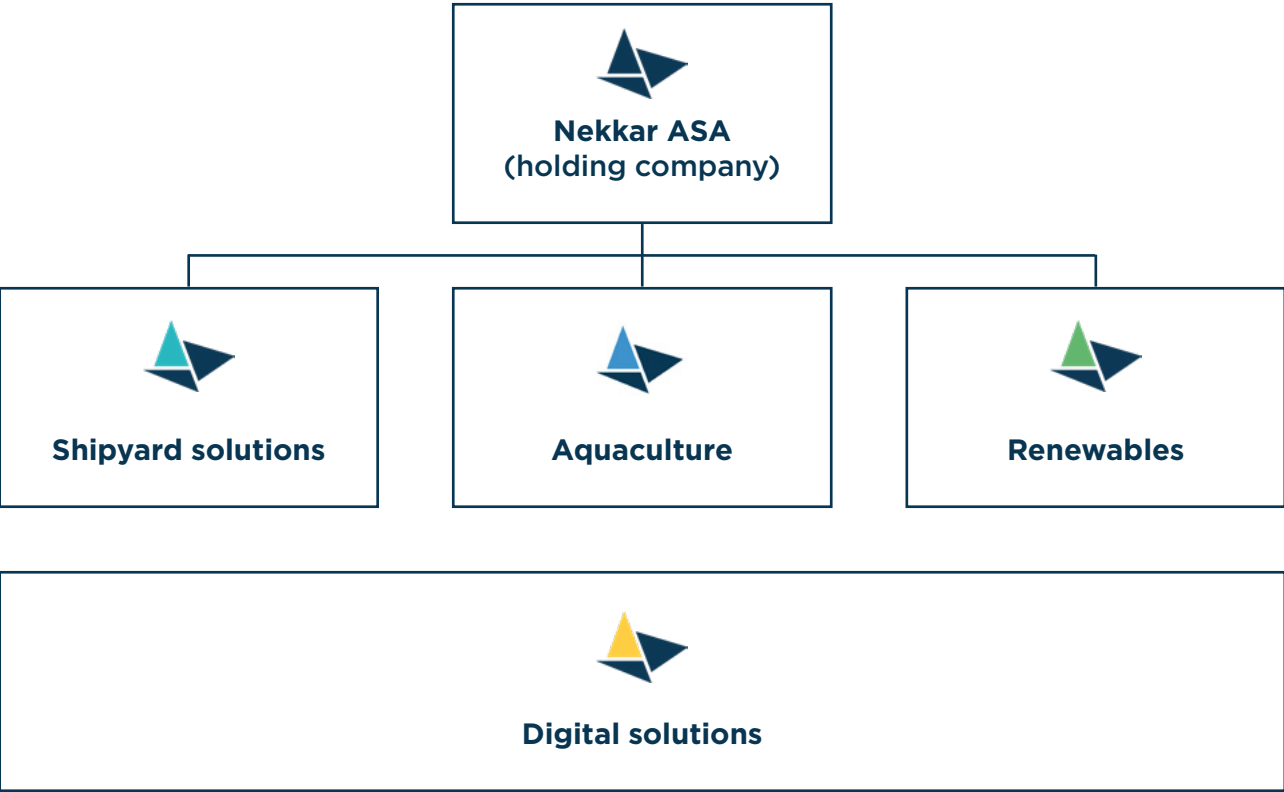 Nekkar ASA
(holding company)
Shipyard solutions
Aquaculture
Renewables
Digital solutions